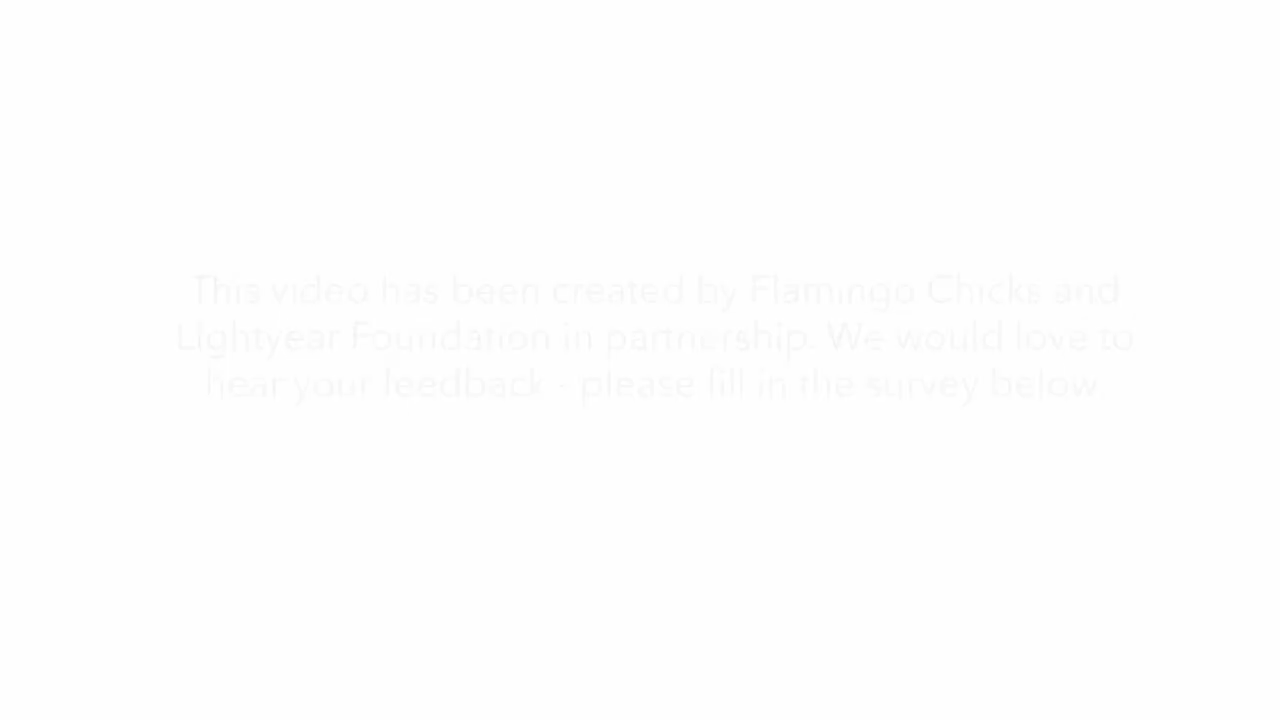 This video has been created by Flamingo Chicks and
Lightyear Foundation in partnership. We would love to
hear your feedback - please fill in the survey below.